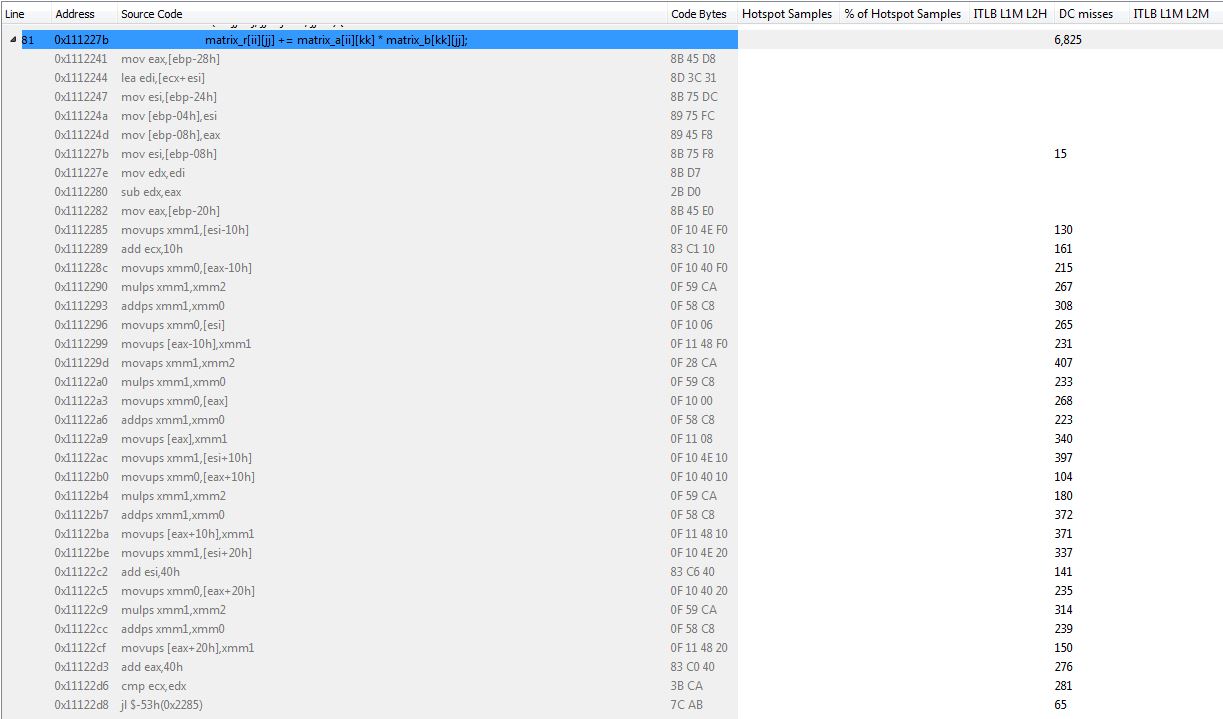 Line Address Source Code Code Bytes Hotspot Samples % of Hotspot Samples ITLB L1M L2H DC misses ITLB L1M L2M
81 0x111227b matrix_r[ii][jj] += matrix_a[ii][kk] * matrix_b[kk][jj]; 6,825
0x1112241 mov eax,[ebp-28h] 8B 45 D8
0x1112244 lea edi,[ecx+esi] 8D 3C 31
0x1112247 mov esi,[ebp-24h] 8B 75 DC
0x111224a mov [ebp-04h],esi 89 75 FC
0x111224d mov [ebp-08h],eax 89 45 F8
0x111227b mov esi,[ebp-08h] 8B 75 F8 15
0x111227e mov edx,edi 8B D7
0x1112280 sub edx,eax 2B D0
0x1112282 mov eax,[ebp-20h] 8B 45 E0
0x1112285 movups xmm1,[esi-10h] 0F 10 4E F0 130
0x1112289 add ecx,10h 83 C1 10 161
0x111228c movups xmm0,[eax-10h] 0F 10 40 F0 215
0x1112290 mulps xmm1,xmm2 0F 59 CA 267
0x1112293 addps xmm1,xmm0 0F 58 C8 308
0x1112296 movups xmm0,[esi] 0F 10 06 265
0x1112299 movups [eax-10h],xmm1 0F 11 48 F0 231
0x111229d movaps xmm1,xmm2 0F 28 CA 407
0x11122a0 mulps xmm1,xmm0 0F 59 C8 233
0x11122a3 movups xmm0,[eax] 0F 10 00 268
0x11122a6 addps xmm1,xmm0 0F 58 C8 223
0x11122a9 movups [eax],xmm1 0F 11 08 340
0x11122ac movups xmm1,[esi+10h] 0F 10 4E 10 397
0x11122b0 movups xmm0,[eax+10h] 0F 10 40 10 104
0x11122b4 mulps xmm1,xmm2 0F 59 CA 180
0x11122b7 addps xmm1,xmm0 0F 58 C8 372
0x11122ba movups [eax+10h],xmm1 0F 11 48 10 371
0x11122be movups xmm1,[esi+20h] 0F 10 4E 20 337
0x11122c2 add esi,40h 83 C6 40 141
0x11122c5 movups xmm0,[eax+20h] 0F 10 40 20 235
0x11122c9 mulps xmm1,xmm2 0F 59 CA 314
0x11122cc addps xmm1,xmm0 0F 58 C8 239
0x11122cf movups [eax+20h],xmm1 0F 11 48 20 150
0x11122d3 add eax,40h 83 C0 40 276
0x11122d6 cmp ecx,edx 3B CA 281
0x11122d8 jl $-53h(0x2285) 7C AB 65